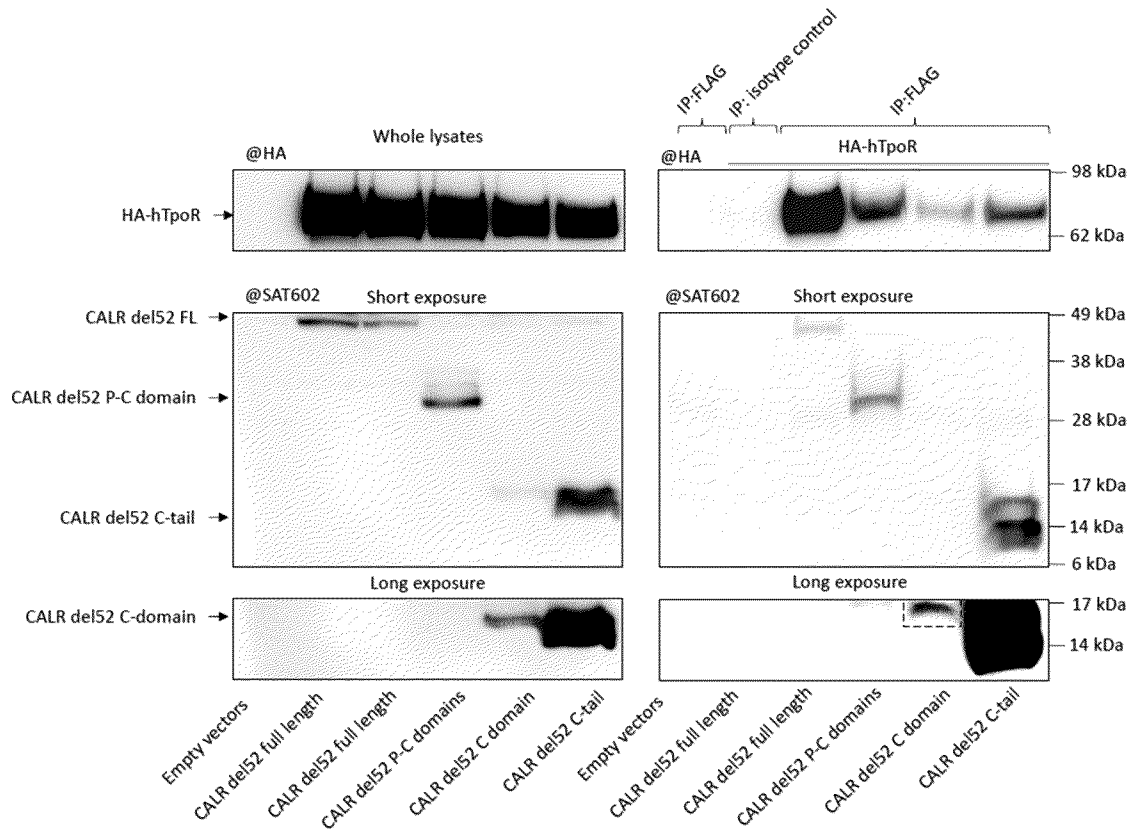 IP:FLAG
IP: isotype control
IP:FLAG
Whole lysates
@HA
@HA
HA-hTpoR
98 kDa
HA-hTpoR
62 kDa
@SAT602
Short exposure
@SAT602
Short exposure
CALR del52 FL
49 kDa
38 kDa
CALR del52 P-C domain
28 kDa
17 kDa
CALR del52 C-tail
14 kDa
6 kDa
Long exposure
Long exposure
CALR del52 C-domain
17 kDa
14 kDa
Empty vectors
CALR del52 full length
CALR del52 full length
CALR del52 P-C domains
CALR del52 C domain
CALR del52 C-tail
Empty vectors
CALR del52 full length
CALR del52 full length
CALR del52 P-C domains
CALR del52 C domain
CALR del52 C-tail